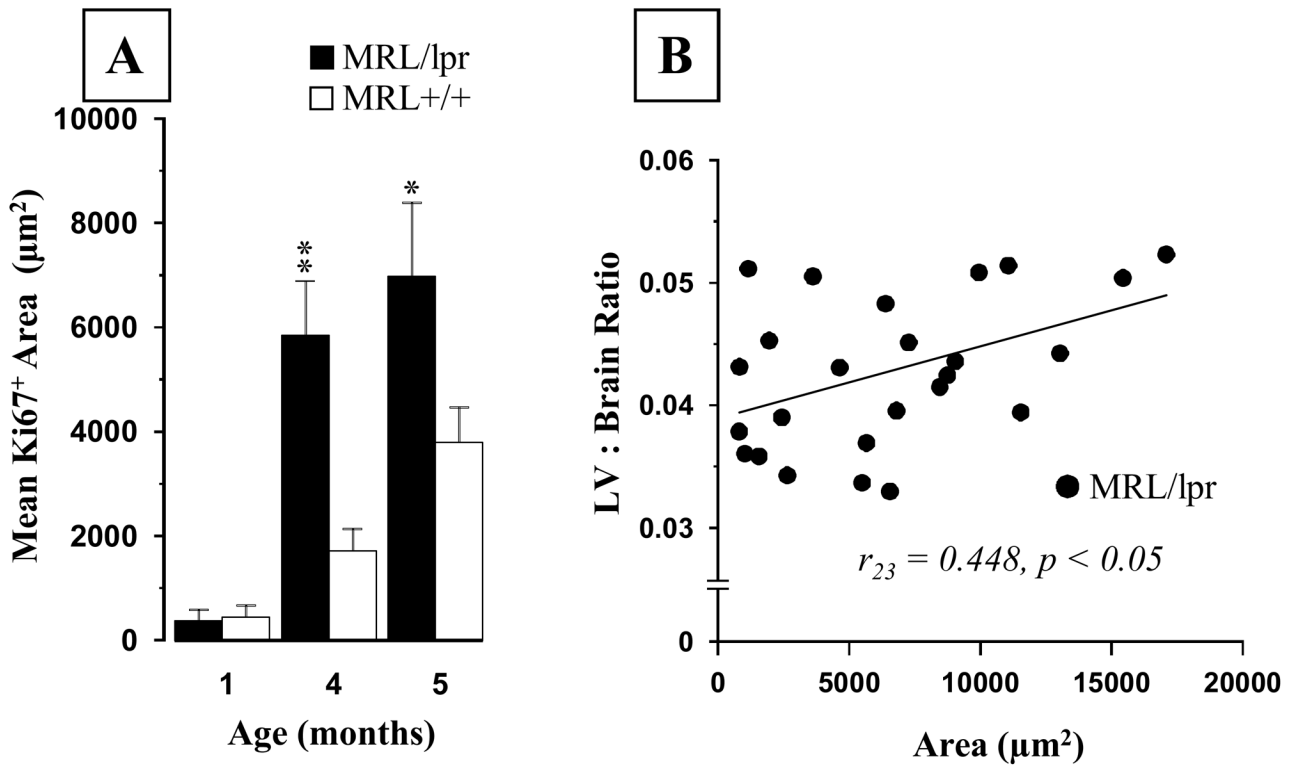 A
MRL/lpr
MRL+/+
10000
8000
6000
4000
2000
0
Mean Ki67⁺ Area (μm²)
*
**
1 4 5
Age (months)
B
0.06
0.05
0.04
0.03
0
LV : Brain Ratio
MRL/lpr
r₂₃ = 0.448, p < 0.05
0 5000 10000 15000 20000
Area (μm²)